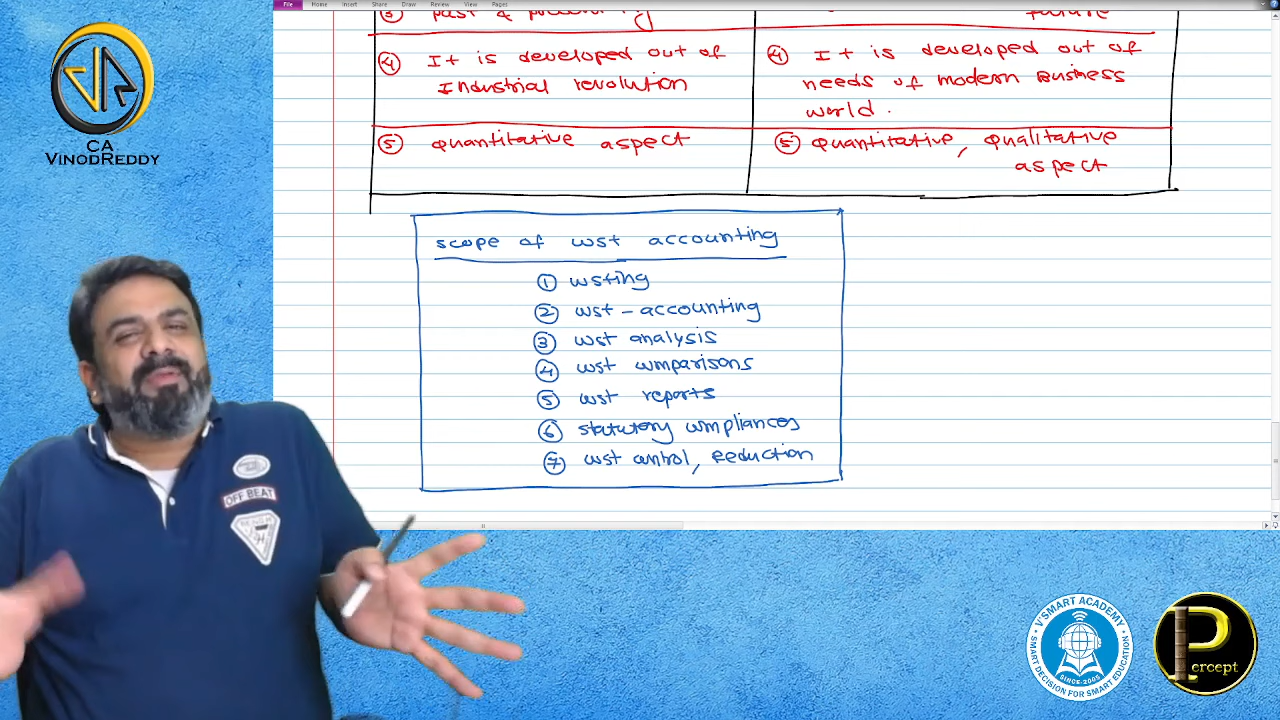 File Home Insert Draw Review View Pages
④ It is developed out of
Industrial revolution
④ It is developed out of
needs of modern Business
world.
⑤ quantitative aspect
⑤ quantitative, qualitative
aspect
scope of cost accounting
① costing
② cost - accounting
③ cost analysis
④ cost comparisons
⑤ cost reports
⑥ statutory compliances
⑦ cost control, Reduction
CA
VINODREDDY
OFF BEAT
V'SMART ACADEMY
SINCE-2005
SMART DECISION FOR SMART EDUCATION
Percept